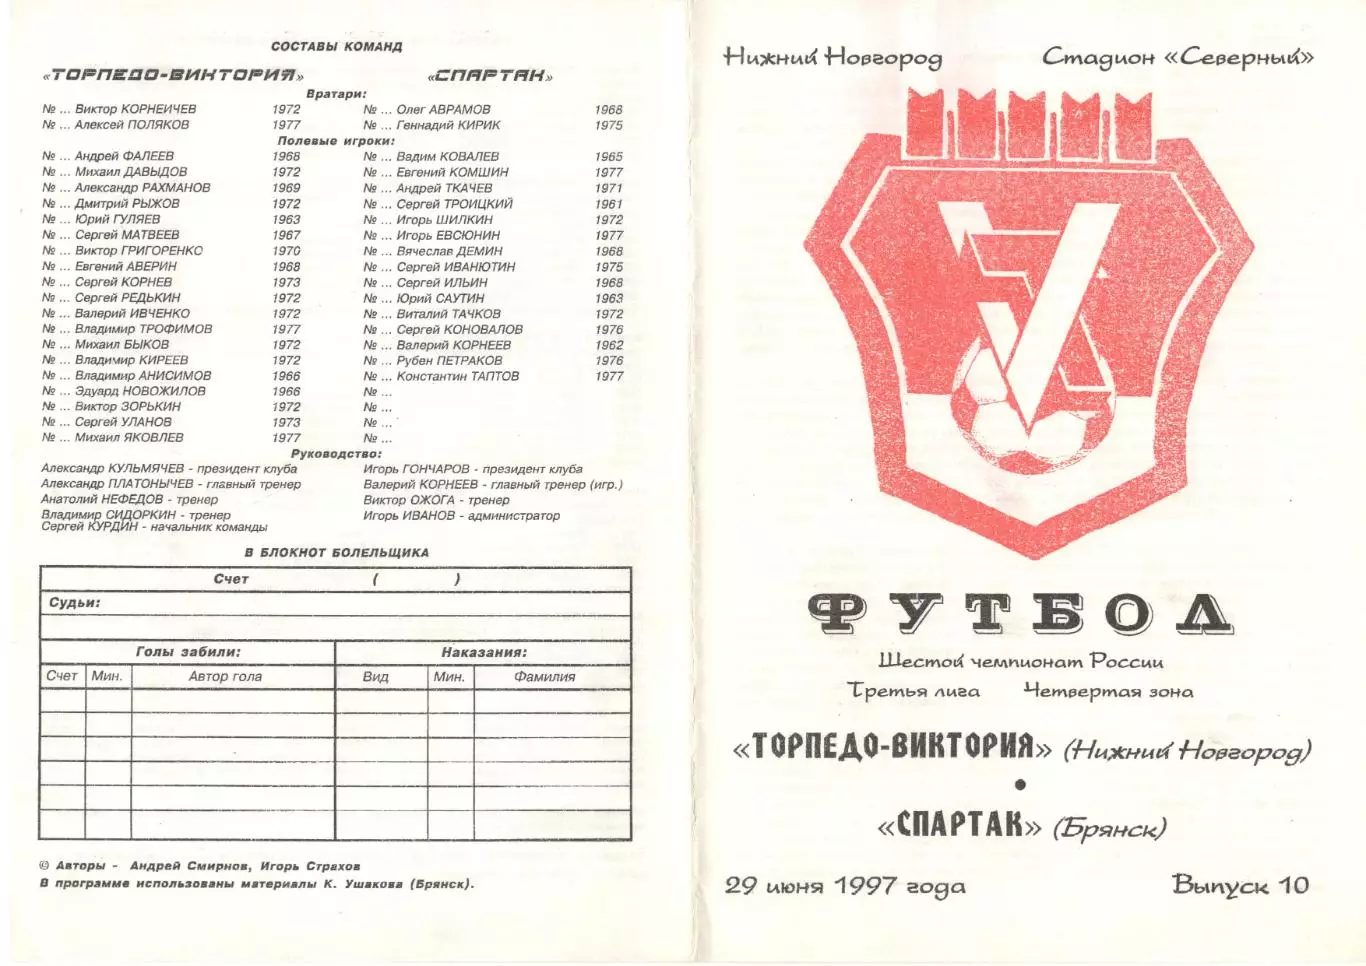 СОСТАВЫ КОМАНД
«ТОРПЕДО-ВИКТОРИЯ» «СПАРТАК»
Вратари:
№ ... Виктор КОРНЕИЧЕВ 1972 № ... Олег АВРАМОВ 1968
№ ... Алексей ПОЛЯКОВ 1977 № ... Геннадий КИРИК 1975
Полевые игроки:
№ ... Андрей ФАЛЕЕВ 1968 № ... Вадим КОВАЛЕВ 1965
№ ... Михаил ДАВЫДОВ 1972 № ... Евгений КОМШИН 1977
№ ... Александр РАХМАНОВ 1969 № ... Андрей ТКАЧЕВ 1971
№ ... Дмитрий РЫЖОВ 1972 № ... Сергей ТРОИЦКИЙ 1961
№ ... Юрий ГУЛЯЕВ 1963 № ... Игорь ШИЛКИН 1972
№ ... Сергей МАТВЕЕВ 1967 № ... Игорь ЕВСЮНИН 1977
№ ... Виктор ГРИГОРЕНКО 1970 № ... Вячеслав ДЕМИН 1968
№ ... Евгений АВЕРИН 1968 № ... Сергей ИВАНЮТИН 1975
№ ... Сергей КОРНЕВ 1973 № ... Сергей ИЛЬИН 1968
№ ... Сергей РЕДЬКИН 1972 № ... Юрий САУТИН 1963
№ ... Валерий ИВЧЕНКО 1972 № ... Виталий ТАЧКОВ 1972
№ ... Владимир ТРОФИМОВ 1977 № ... Сергей КОНОВАЛОВ 1976
№ ... Михаил БЫКОВ 1972 № ... Валерий КОРНЕЕВ 1962
№ ... Владимир КИРЕЕВ 1972 № ... Рубен ПЕТРАКОВ 1976
№ ... Владимир АНИСИМОВ 1966 № ... Константин ТАПТОВ 1977
№ ... Эдуард НОВОЖИЛОВ 1966 № ...
№ ... Виктор ЗОРЬКИН 1972 № ...
№ ... Сергей УЛАНОВ 1973 № ...
№ ... Михаил ЯКОВЛЕВ 1977 № ...
Руководство:
Александр КУЛЬМЯЧЕВ - президент клуба Игорь ГОНЧАРОВ - президент клуба
Александр ПЛАТОНЫЧЕВ - главный тренер Валерий КОРНЕЕВ - главный тренер (игр.)
Анатолий НЕФЕДОВ - тренер Виктор ОЖОГА - тренер
Владимир СИДОРКИН - тренер Игорь ИВАНОВ - администратор
Сергей КУРДИН - начальник команды
В БЛОКНОТ БОЛЕЛЬЩИКА
Счет ( )
Судьи:
Голы забили: Наказания:
Счет Мин. Автор гола Вид Мин. Фамилия
© Авторы - Андрей Смирнов, Игорь Страхов
В программе использованы материалы К. Ушакова (Брянск).
Нижний Новгород Стадион «Северный»
ФУТБОЛ
Шестой чемпионат России
Третья лига Четвертая зона
«ТОРПЕДО-ВИКТОРИЯ» (Нижний Новгород)
•
«СПАРТАК» (Брянск)
29 июня 1997 года Выпуск 10